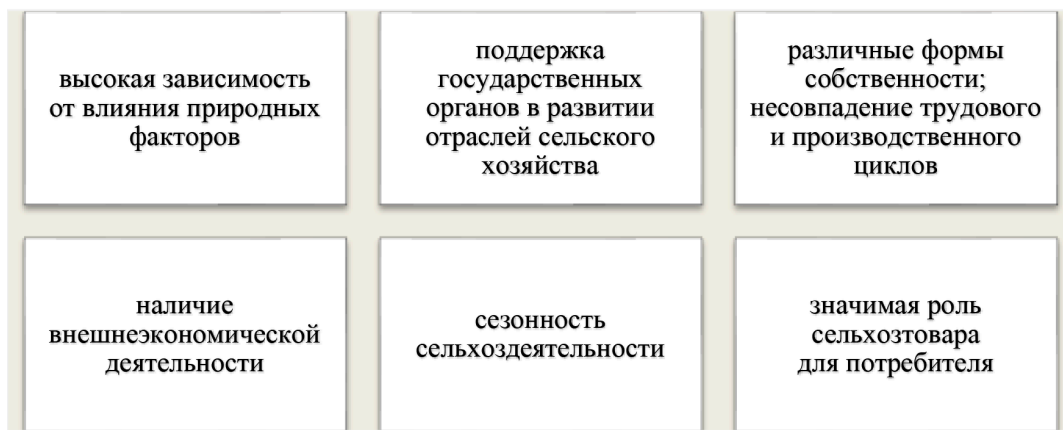 высокая зависимость
от влияния природных
факторов
поддержка
государственных
органов в развитии
отраслей сельского
хозяйства
различные формы
собственности;
несовпадение трудового
и производственного
циклов
наличие
внешнеэкономической
деятельности
сезонность
сельхоздеятельности
значимая роль
сельхозтовара
для потребителя